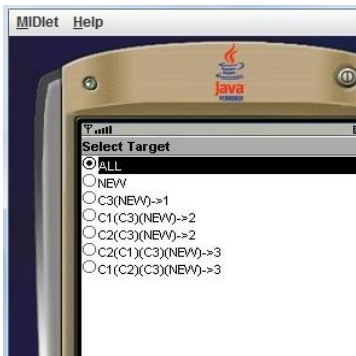 MIDlet Help
Java
POWERED
Select Target
ALL
NEW
C3(NEW)->1
C1(C3)(NEW)->2
C2(C3)(NEW)->2
C2(C1)(C3)(NEW)->3
C1(C2)(C3)(NEW)->3